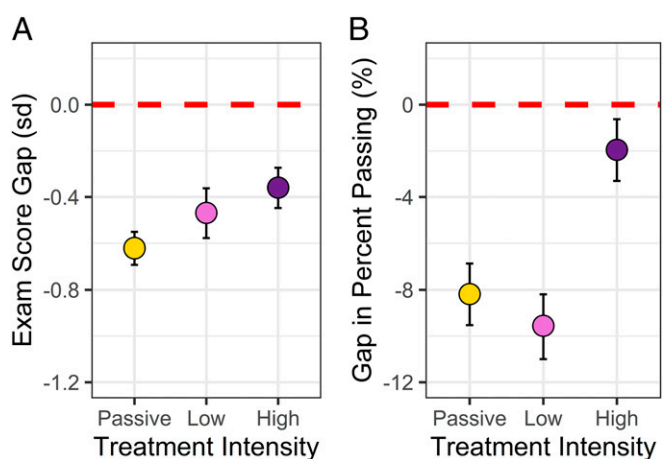 A
Exam Score Gap (sd)
0.0
-0.4
-0.8
-1.2
Passive Low High
Treatment Intensity
B
Gap in Percent Passing (%)
0
-4
-8
-12
Passive Low High
Treatment Intensity